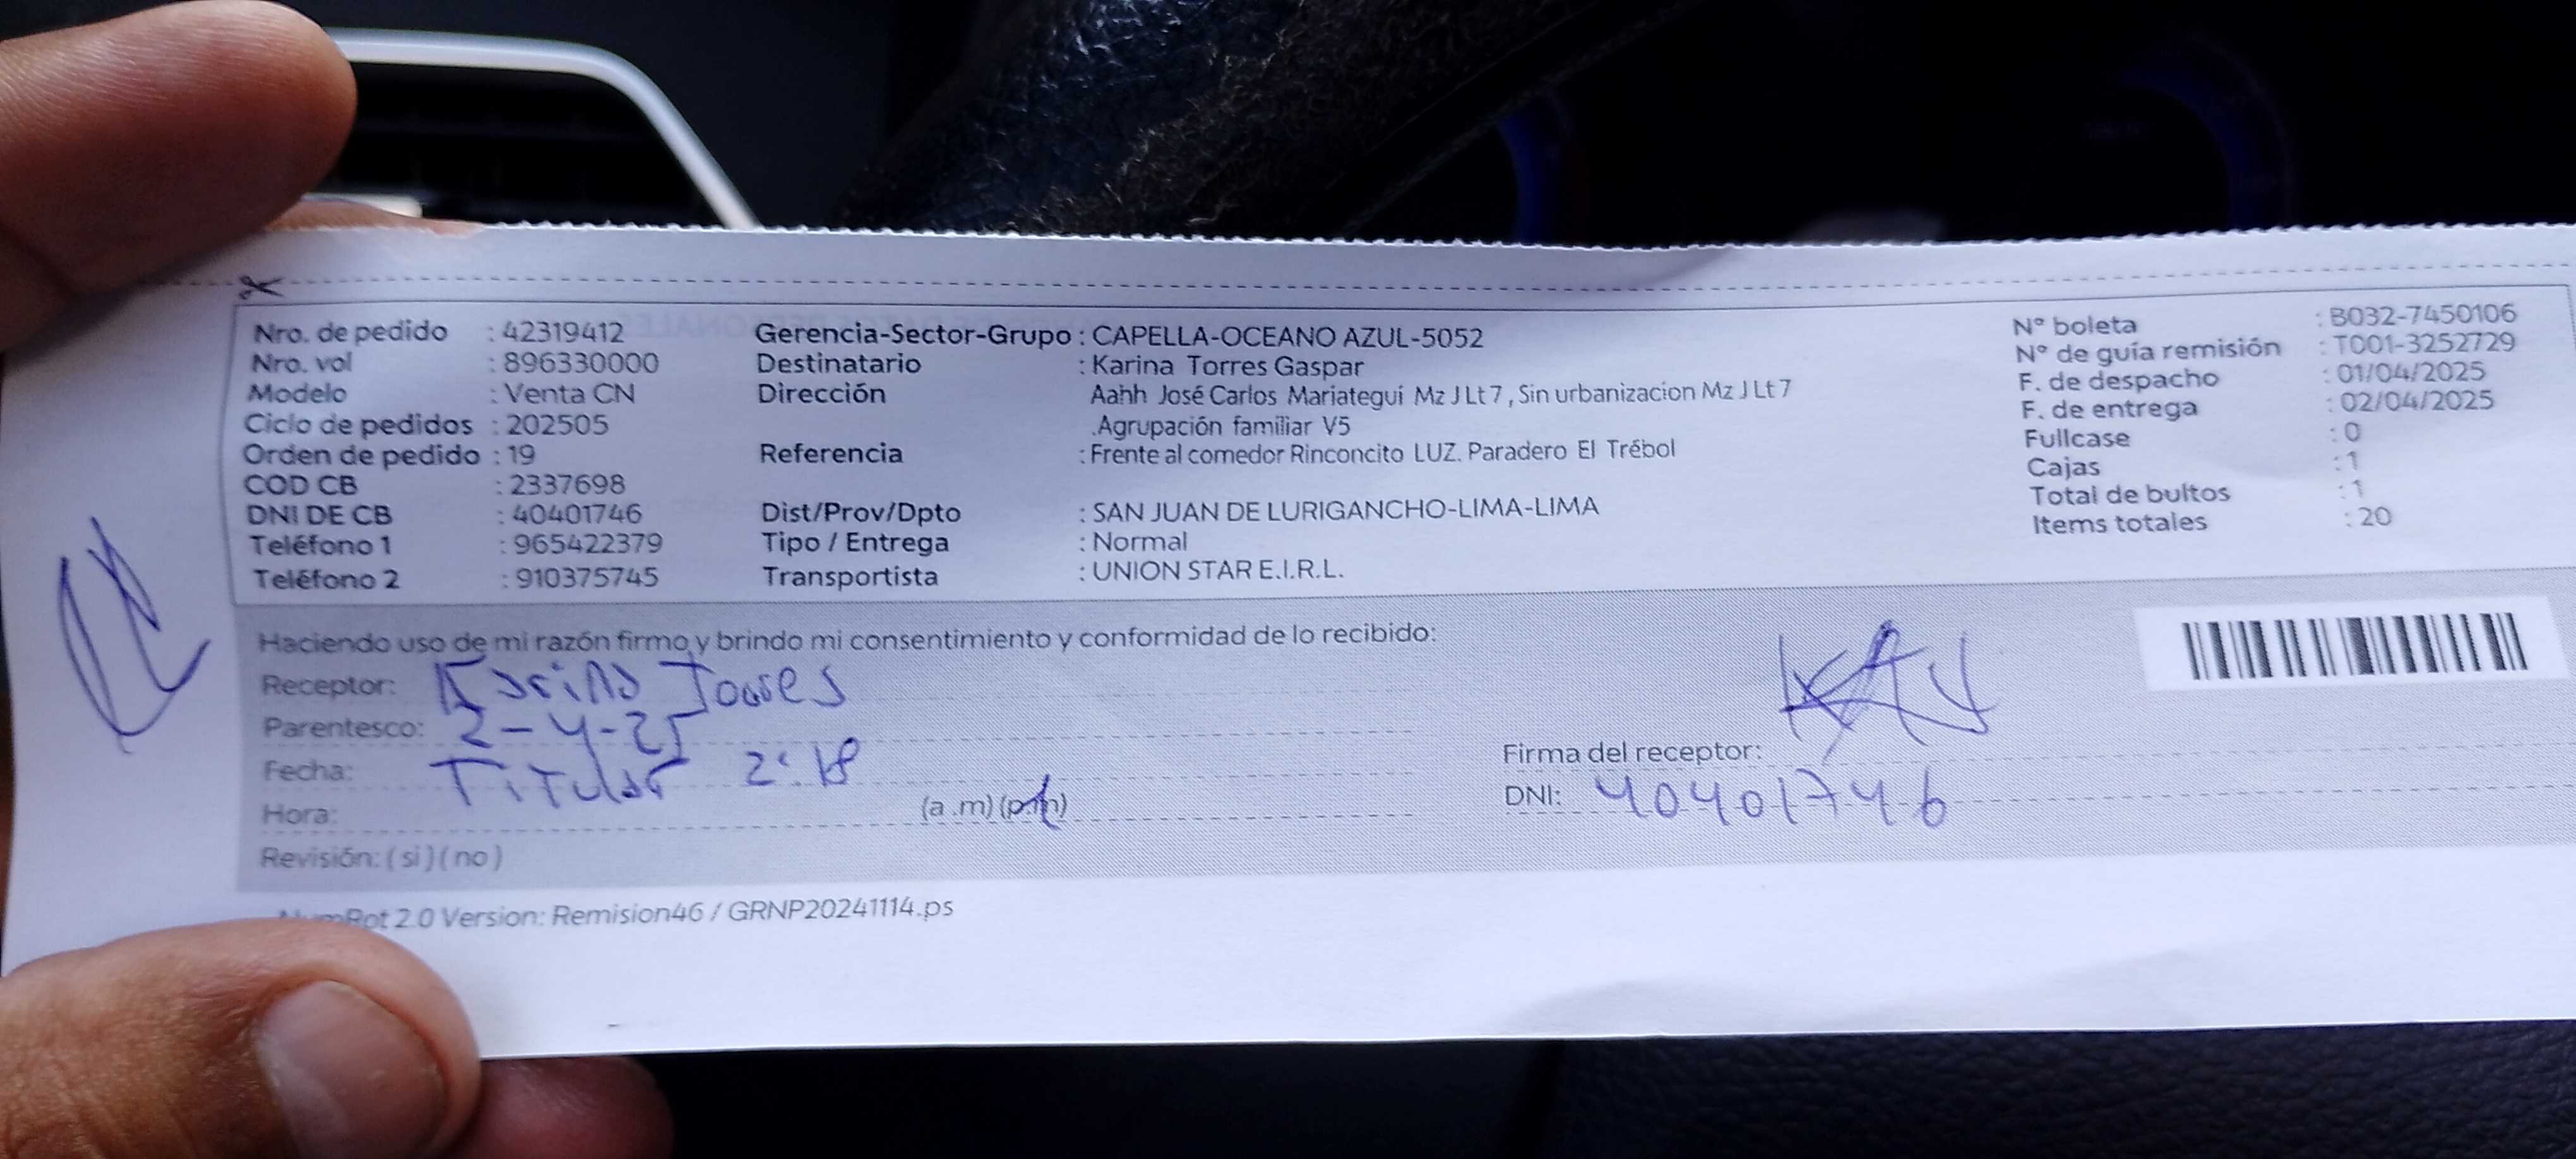 Nro. de pedido : 42319412
Nro. vol : 896330000
Modelo : Venta CN
Ciclo de pedidos : 202505
Orden de pedido : 19
COD CB : 2337698
DNI DE CB : 40401746
Teléfono 1 : 965422379
Teléfono 2 : 910375745
Gerencia-Sector-Grupo : CAPELLA-OCEANO AZUL-5052
Destinatario : Karina Torres Gaspar
Dirección Aahh José Carlos Mariategui Mz J Lt 7 , Sin urbanizacion Mz J Lt 7
.Agrupación familiar V5
Referencia : Frente al comedor Rinconcito LUZ. Paradero El Trébol
Dist/Prov/Dpto : SAN JUAN DE LURIGANCHO-LIMA-LIMA
Tipo / Entrega : Normal
Transportista : UNION STAR E.I.R.L.
N° boleta : B032-7450106
N° de guía remisión : T001-3252729
F. de despacho : 01/04/2025
F. de entrega : 02/04/2025
Fullcase : 0
Cajas : 1
Total de bultos : 1
Items totales : 20
Haciendo uso de mi razón firmo y brindo mi consentimiento y conformidad de lo recibido:
Receptor: Karina Torres
Parentesco: 2-4-25
Fecha: Titular 2:18
Hora: (a.m) (p.m)
Revisión: ( si ) ( no )
Firma del receptor:
DNI: 40401746
2.0 Version: Remision46 / GRNP20241114.ps